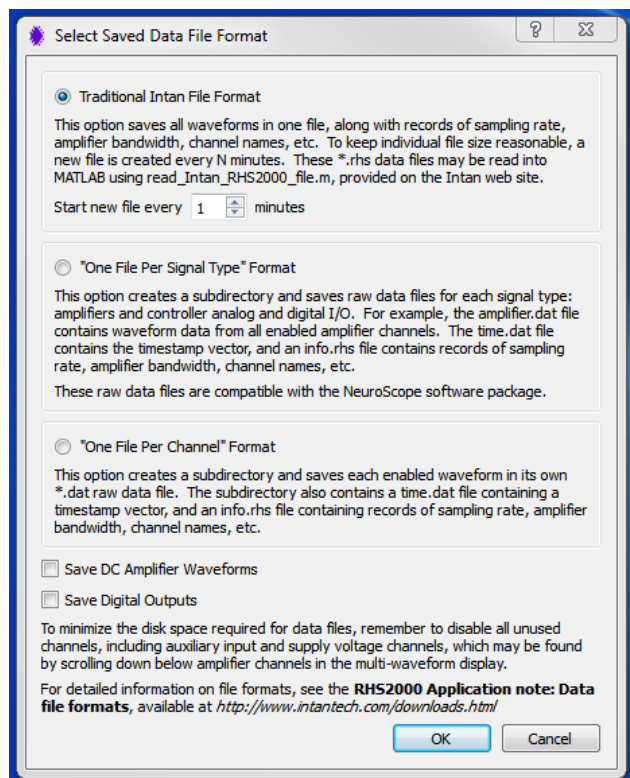 Select Saved Data File Format
Traditional Intan File Format
This option saves all waveforms in one file, along with records of sampling rate,
amplifier bandwidth, channel names, etc. To keep individual file size reasonable, a
new file is created every N minutes. These *.rhs data files may be read into
MATLAB using read_Intan_RHS2000_file.m, provided on the Intan web site.
Start new file every 1 minutes
"One File Per Signal Type" Format
This option creates a subdirectory and saves raw data files for each signal type:
amplifiers and controller analog and digital I/O. For example, the amplifier.dat file
contains waveform data from all enabled amplifier channels. The time.dat file
contains the timestamp vector, and an info.rhs file contains records of sampling
rate, amplifier bandwidth, channel names, etc.
These raw data files are compatible with the NeuroScope software package.
"One File Per Channel" Format
This option creates a subdirectory and saves each enabled waveform in its own
*.dat raw data file. The subdirectory also contains a time.dat file containing a
timestamp vector, and an info.rhs file containing records of sampling rate, amplifier
bandwidth, channel names, etc.
Save DC Amplifier Waveforms
Save Digital Outputs
To minimize the disk space required for data files, remember to disable all unused
channels, including auxiliary input and supply voltage channels, which may be found
by scrolling down below amplifier channels in the multi-waveform display.
For detailed information on file formats, see the RHS2000 Application note: Data
file formats, available at http://www.intantech.com/downloads.html
OK Cancel